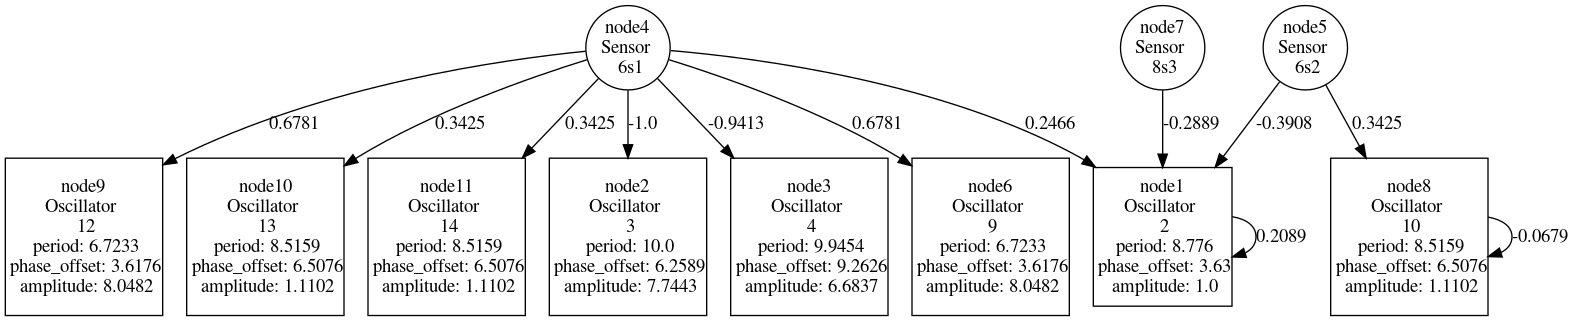 node4
Sensor
6s1
node7
Sensor
8s3
node5
Sensor
6s2
0.6781
0.3425
0.3425
-1.0
-0.9413
0.6781
0.2466
-0.2889
-0.3908
0.3425
node9
Oscillator
12
period: 6.7233
phase_offset: 3.6176
amplitude: 8.0482
node10
Oscillator
13
period: 8.5159
phase_offset: 6.5076
amplitude: 1.1102
node11
Oscillator
14
period: 8.5159
phase_offset: 6.5076
amplitude: 1.1102
node2
Oscillator
3
period: 10.0
phase_offset: 6.2589
amplitude: 7.7443
node3
Oscillator
4
period: 9.9454
phase_offset: 9.2626
amplitude: 6.6837
node6
Oscillator
9
period: 6.7233
phase_offset: 3.6176
amplitude: 8.0482
node1
Oscillator
2
period: 8.776
phase_offset: 3.63
amplitude: 1.0
0.2089
node8
Oscillator
10
period: 8.5159
phase_offset: 6.5076
amplitude: 1.1102
-0.0679